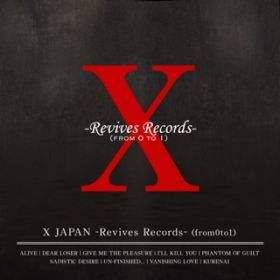 X
-Revives Records-
(FROM 0 TO 1)
X JAPAN -Revives Records- (from0to1)
ALIVE | DEAR LOSER | GIVE ME THE PLEASURE | I'LL KILL YOU | PHANTOM OF GUILT
SADISTIC DESIRE | UN-FINISHED... | VANISHING LOVE | KURENAI